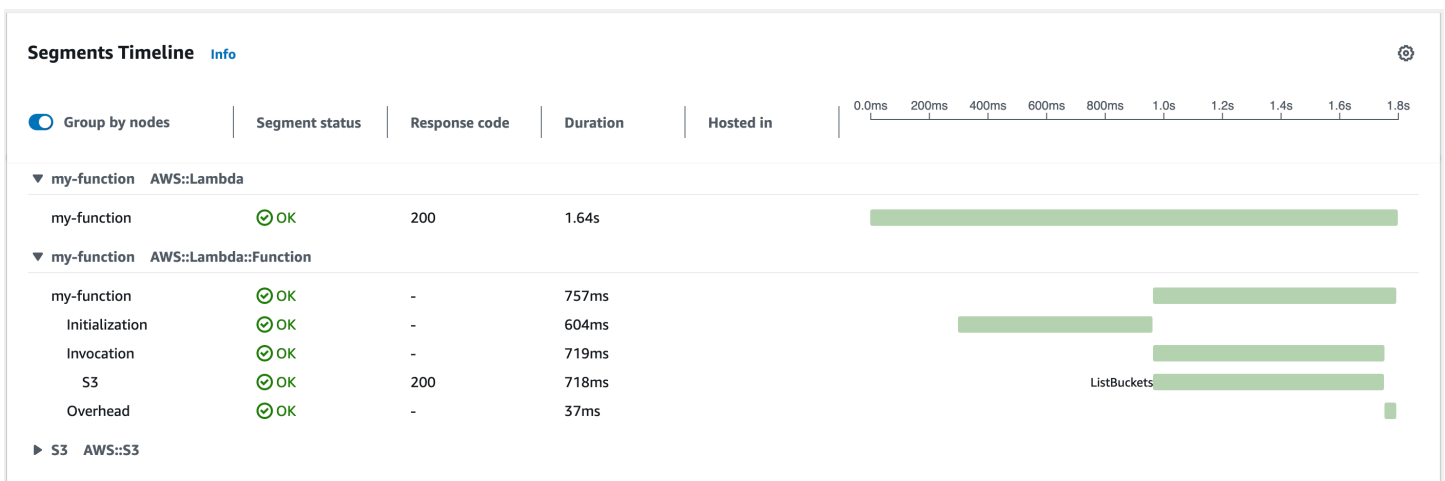 Segments Timeline Info
0.0ms 200ms 400ms 600ms 800ms 1.0s 1.2s 1.4s 1.6s 1.8s
Group by nodes Segment status Response code Duration Hosted in
my-function AWS::Lambda
my-function OK 200 1.64s
my-function AWS::Lambda::Function
my-function OK - 757ms
Initialization OK - 604ms
Invocation OK - 719ms
S3 OK 200 718ms ListBuckets
Overhead OK - 37ms
S3 AWS::S3